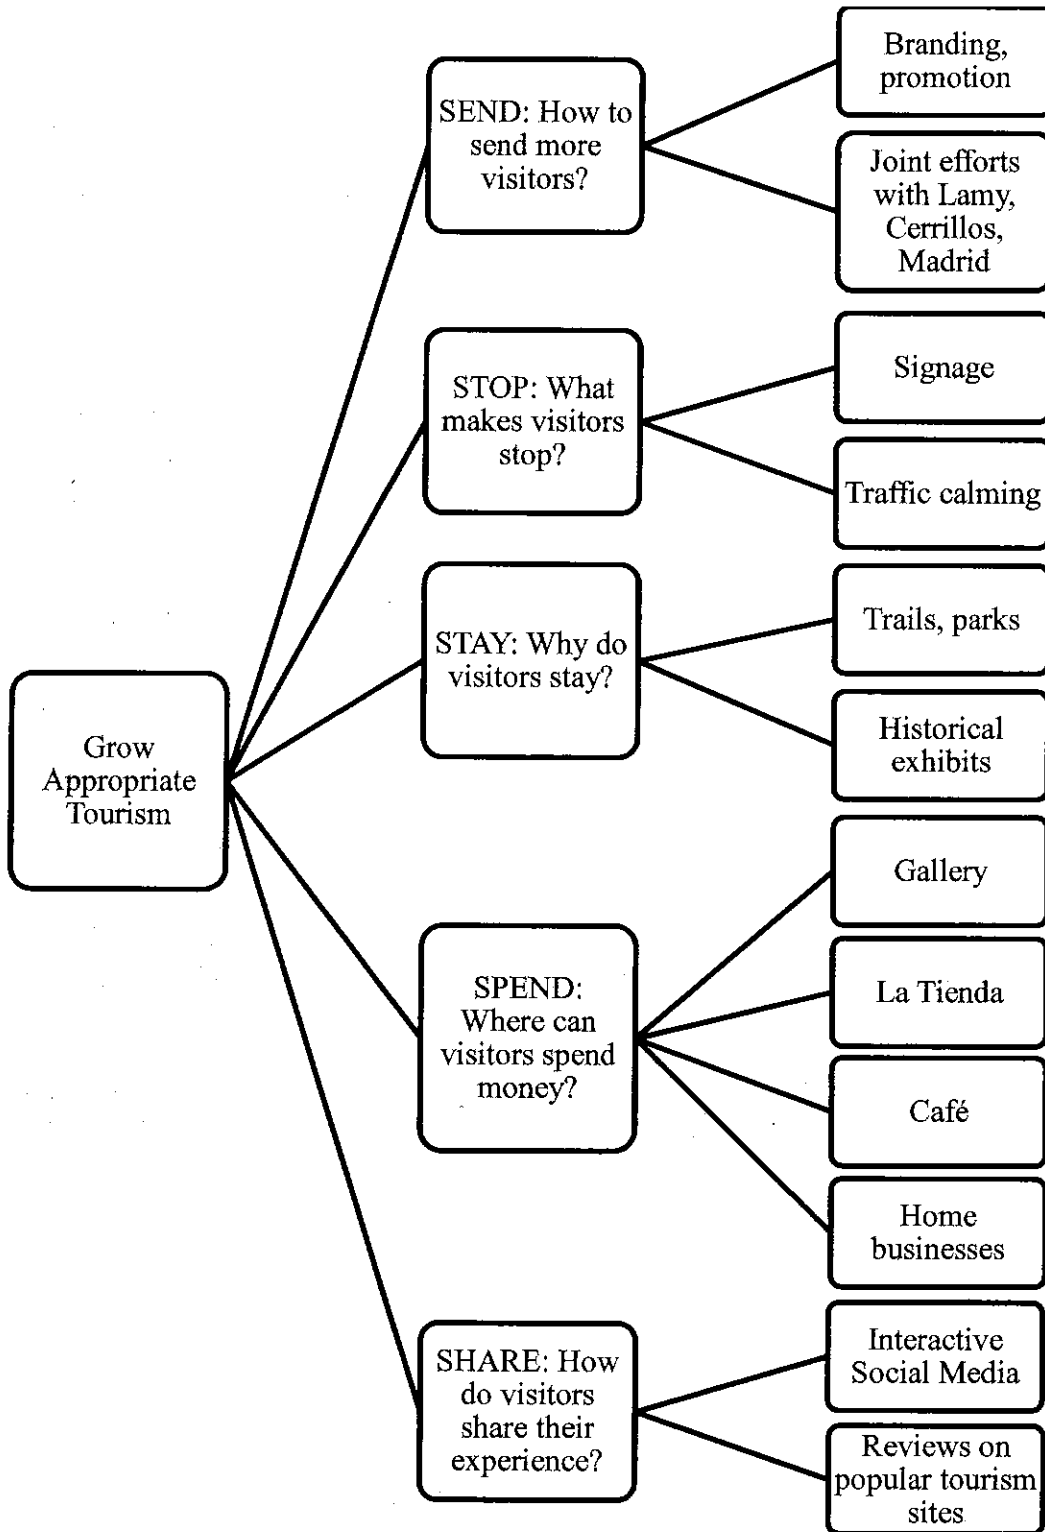 Grow
Appropriate
Tourism
SEND: How to
send more
visitors?
Branding,
promotion
Joint efforts
with Lamy,
Cerrillos,
Madrid
STOP: What
makes visitors
stop?
Signage
Traffic calming
STAY: Why do
visitors stay?
Trails, parks
Historical
exhibits
SPEND:
Where can
visitors spend
money?
Gallery
La Tienda
Café
Home
businesses
SHARE: How
do visitors
share their
experience?
Interactive
Social Media
Reviews on
popular tourism
sites